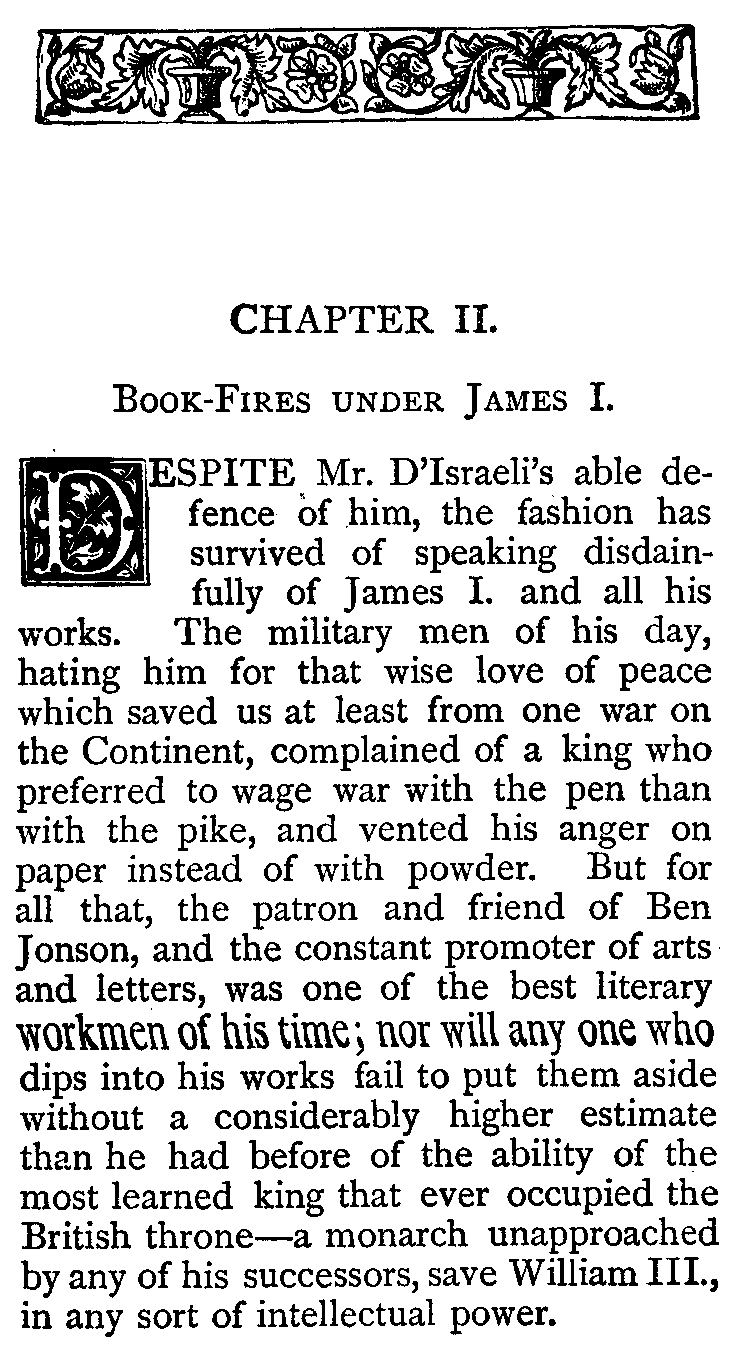 CHAPTER II.
BOOK-FIRES UNDER JAMES I.
DESPITE Mr. D'Israeli's able de-
fence of him, the fashion has
survived of speaking disdain-
fully of James I. and all his
works. The military men of his day,
hating him for that wise love of peace
which saved us at least from one war on
the Continent, complained of a king who
preferred to wage war with the pen than
with the pike, and vented his anger on
paper instead of with powder. But for
all that, the patron and friend of Ben
Jonson, and the constant promoter of arts
and letters, was one of the best literary
workmen of his time; nor will any one who
dips into his works fail to put them aside
without a considerably higher estimate
than he had before of the ability of the
most learned king that ever occupied the
British throne—a monarch unapproached
by any of his successors, save William III.,
in any sort of intellectual power.